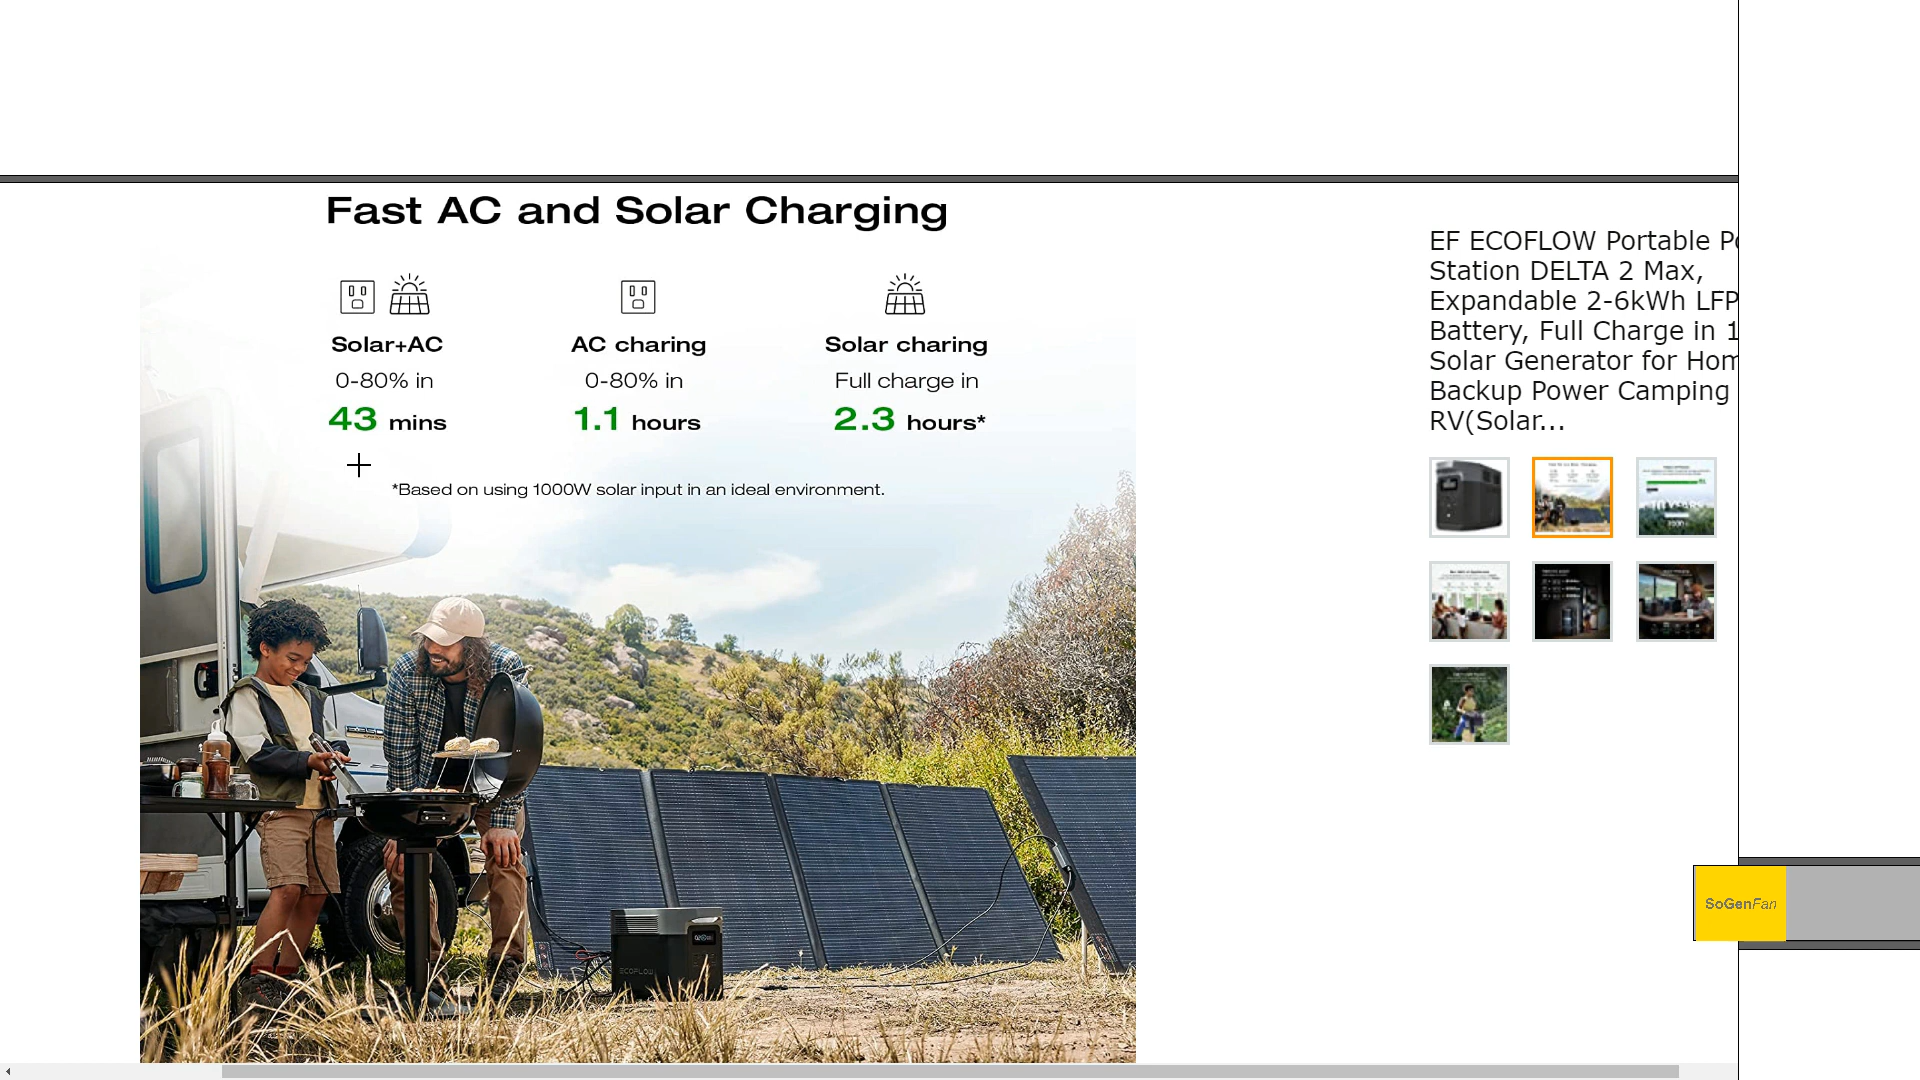 Fast AC and Solar Charging
Solar+AC
0-80% in
43 mins
AC charing
0-80% in
1.1 hours
Solar charing
Full charge in
2.3 hours*
*Based on using 1000W solar input in an ideal environment.
EF ECOFLOW Portable Po
Station DELTA 2 Max,
Expandable 2-6kWh LFP
Battery, Full Charge in 1
Solar Generator for Hom
Backup Power Camping
RV(Solar...
ECOFLOW
SoGenFan